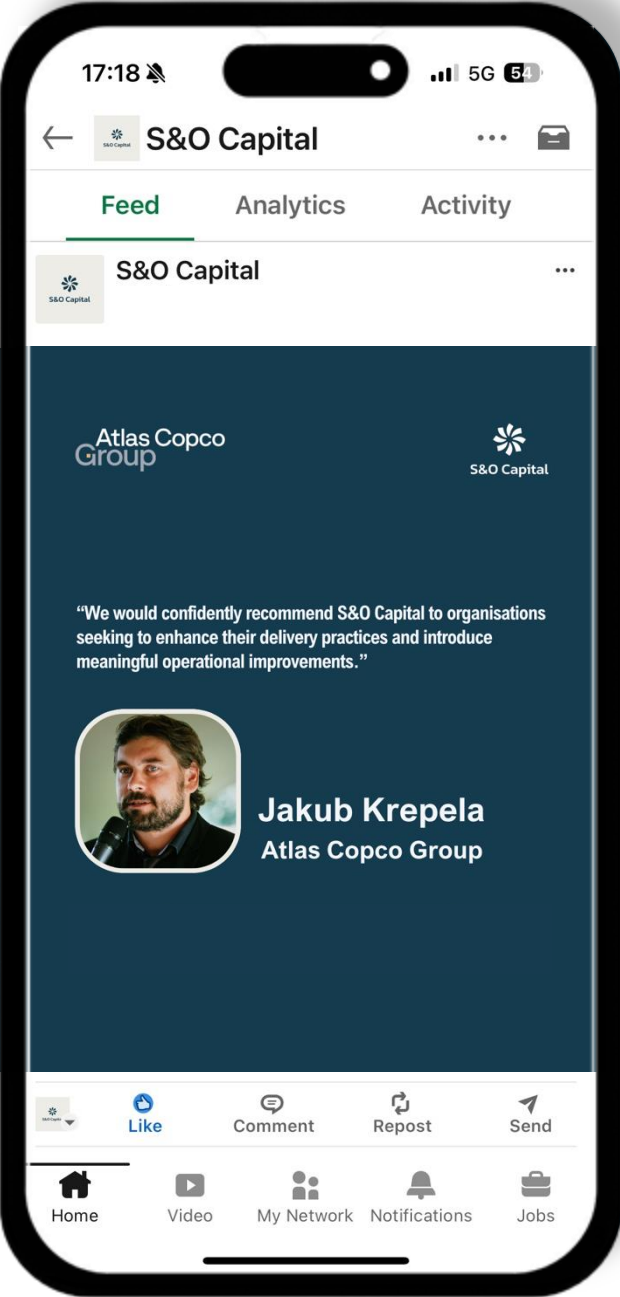 17:18
5G 54
S&O Capital
S&O Capital
Feed Analytics Activity
S&O Capital
S&O Capital
Atlas Copco
Group
S&O Capital
“We would confidently recommend S&O Capital to organisations
seeking to enhance their delivery practices and introduce
meaningful operational improvements.”
Jakub Krepela
Atlas Copco Group
Like Comment Repost Send
Home Video My Network Notifications Jobs